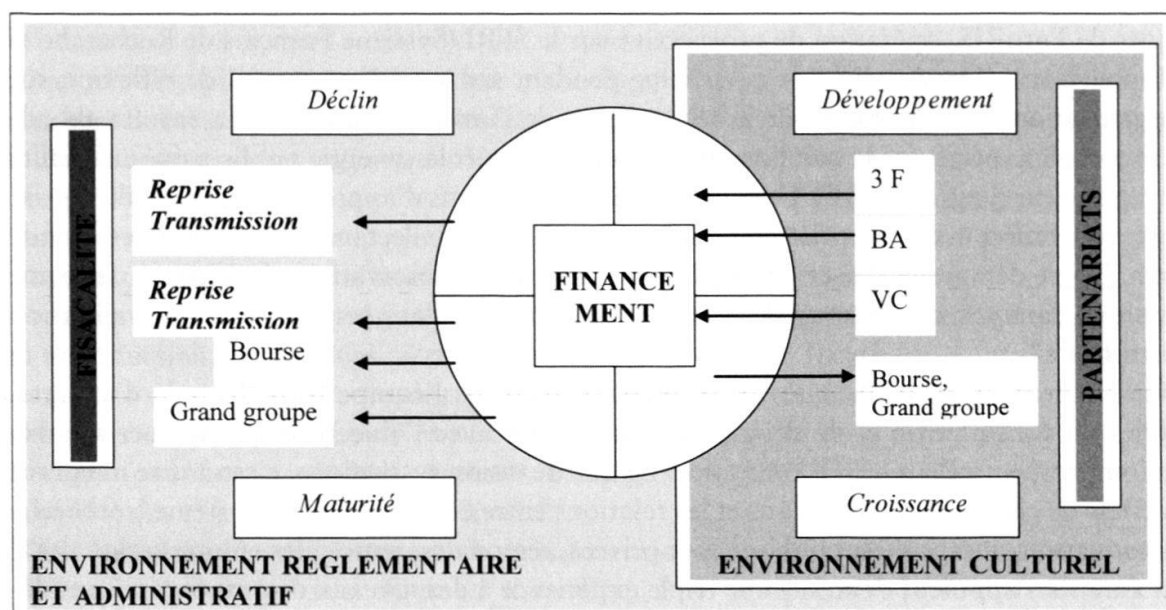 Déclin
Développement
FISACALITE
Reprise
Transmission
Reprise
Transmission
Bourse
Grand groupe
FINANCE
MENT
3 F
BA
VC
Bourse,
Grand groupe
PARTENARIATS
Maturité
Croissance
ENVIRONNEMENT REGLEMENTAIRE
ET ADMINISTRATIF
ENVIRONNEMENT CULTUREL